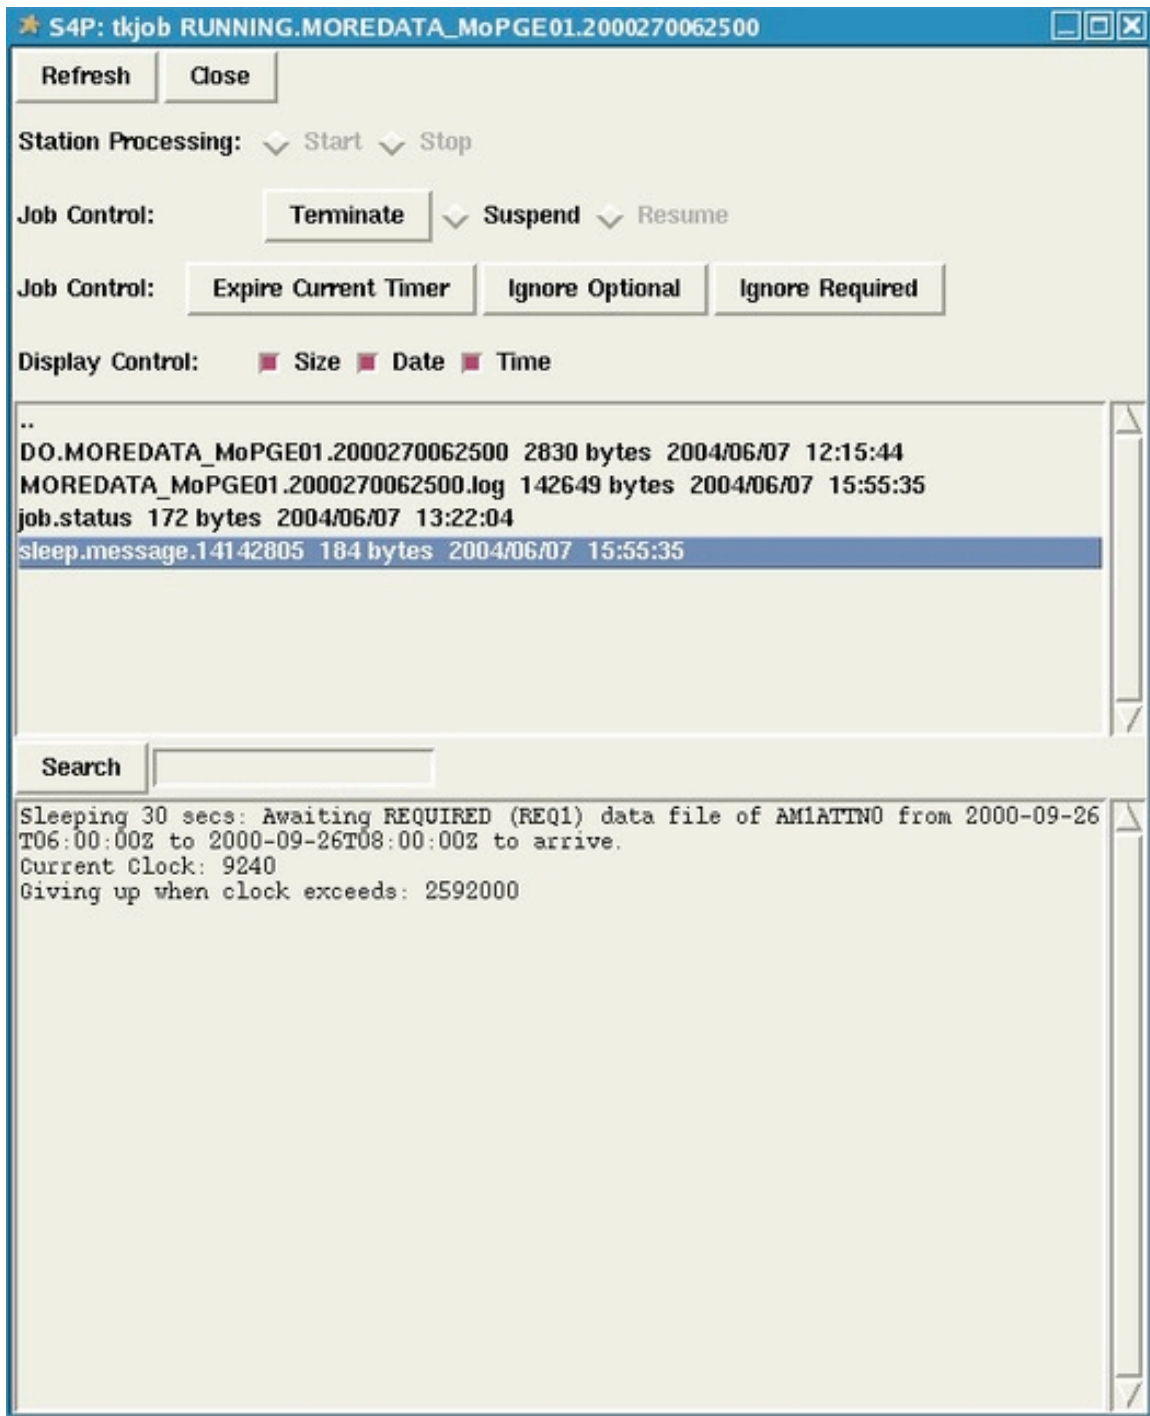 S4P: tkjob RUNNING.MOREDATA_MoPGE01.2000270062500
Refresh Close
Station Processing: Start Stop
Job Control: Terminate Suspend Resume
Job Control: Expire Current Timer Ignore Optional Ignore Required
Display Control: Size Date Time
..
DO.MOREDATA_MoPGE01.2000270062500 2830 bytes 2004/06/07 12:15:44
MOREDATA_MoPGE01.2000270062500.log 142649 bytes 2004/06/07 15:55:35
job.status 172 bytes 2004/06/07 13:22:04
sleep.message.14142805 184 bytes 2004/06/07 15:55:35
Search
Sleeping 30 secs: Awaiting REQUIRED (REQ1) data file of AM1ATTN0 from 2000-09-26
T06:00:00Z to 2000-09-26T08:00:00Z to arrive.
Current Clock: 9240
Giving up when clock exceeds: 2592000